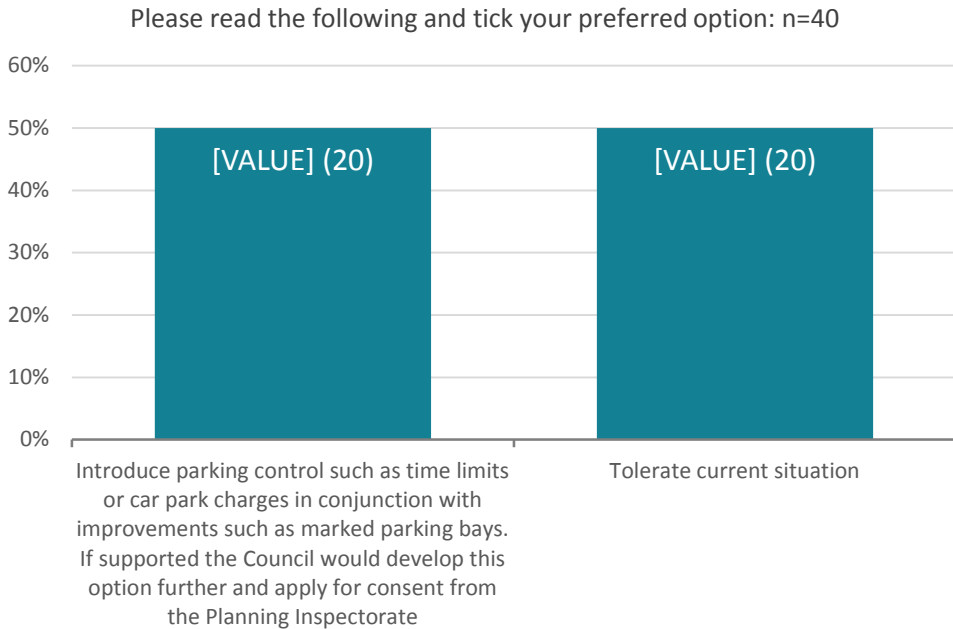 Please read the following and tick your preferred option: n=40
60%
50%
40%
30%
20%
10%
0%
[VALUE] (20)
[VALUE] (20)
Introduce parking control such as time limits
or car park charges in conjunction with
improvements such as marked parking bays.
If supported the Council would develop this
option further and apply for consent from
the Planning Inspectorate
Tolerate current situation